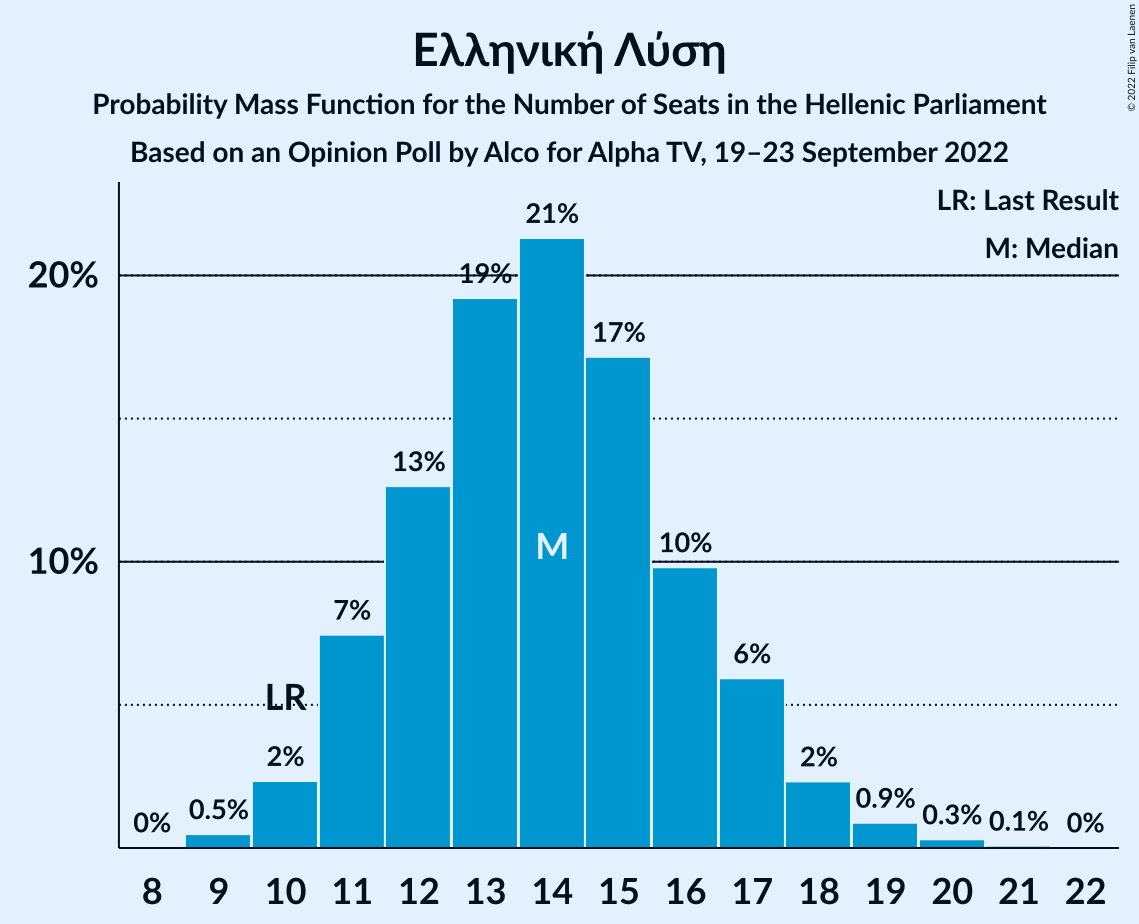 Ελληνική Λύση
Probability Mass Function for the Number of Seats in the Hellenic Parliament
Based on an Opinion Poll by Alco for Alpha TV, 19–23 September 2022
© 2022 Filip van Laenen
LR: Last Result
M: Median
20%
10%
0%
0.5%
2%
LR
7%
13%
19%
21%
M
17%
10%
6%
2%
0.9%
0.3%
0.1%
0%
8 9 10 11 12 13 14 15 16 17 18 19 20 21 22